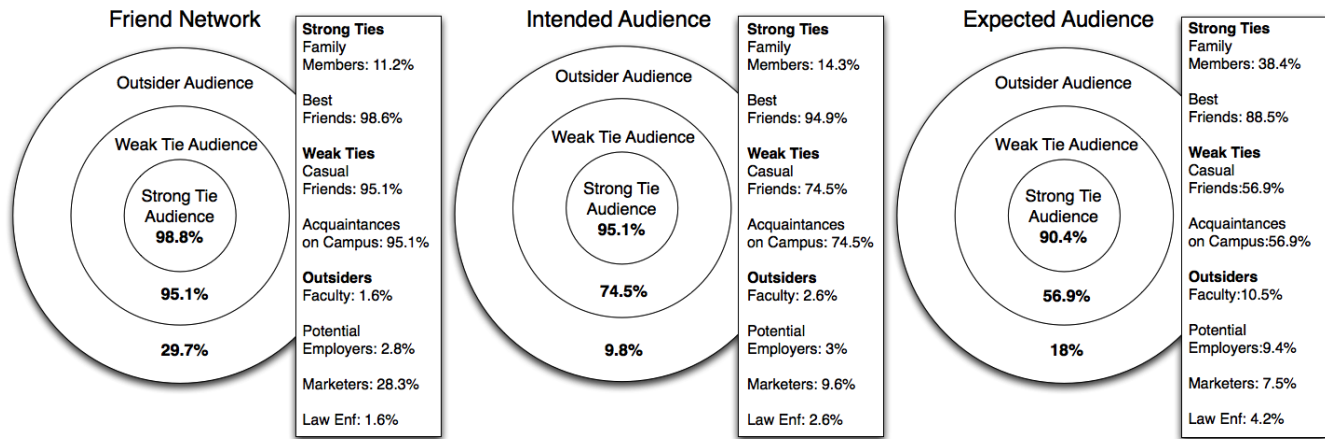 Friend Network
Outsider Audience
Weak Tie Audience
Strong Tie
Audience
98.8%
95.1%
29.7%
Strong Ties
Family
Members: 11.2%
Best
Friends: 98.6%
Weak Ties
Casual
Friends: 95.1%
Acquaintances
on Campus: 95.1%
Outsiders
Faculty: 1.6%
Potential
Employers: 2.8%
Marketers: 28.3%
Law Enf: 1.6%
Intended Audience
Outsider Audience
Weak Tie Audience
Strong Tie
Audience
95.1%
74.5%
9.8%
Strong Ties
Family
Members: 14.3%
Best
Friends: 94.9%
Weak Ties
Casual
Friends: 74.5%
Acquaintances
on Campus: 74.5%
Outsiders
Faculty: 2.6%
Potential
Employers: 3%
Marketers: 9.6%
Law Enf: 2.6%
Expected Audience
Outsider Audience
Weak Tie Audience
Strong Tie
Audience
90.4%
56.9%
18%
Strong Ties
Family
Members: 38.4%
Best
Friends: 88.5%
Weak Ties
Casual
Friends:56.9%
Acquaintances
on Campus:56.9%
Outsiders
Faculty:10.5%
Potential
Employers:9.4%
Marketers: 7.5%
Law Enf: 4.2%